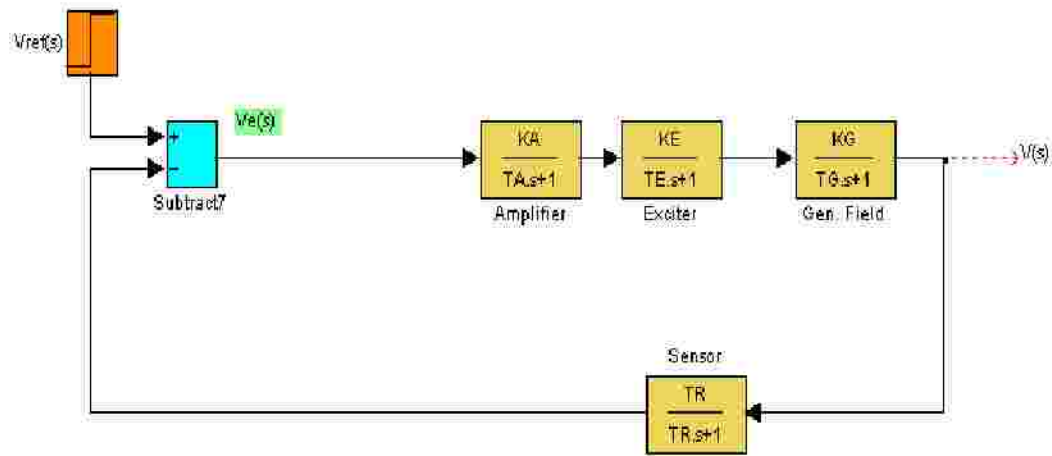 Vref(s)
+
−
Ve(s)
Subtract7
KA
TA.s+1
Amplifier
KE
TE.s+1
Exciter
KG
TG.s+1
Gen. Field
V(s)
Sensor
TR
TR.s+1